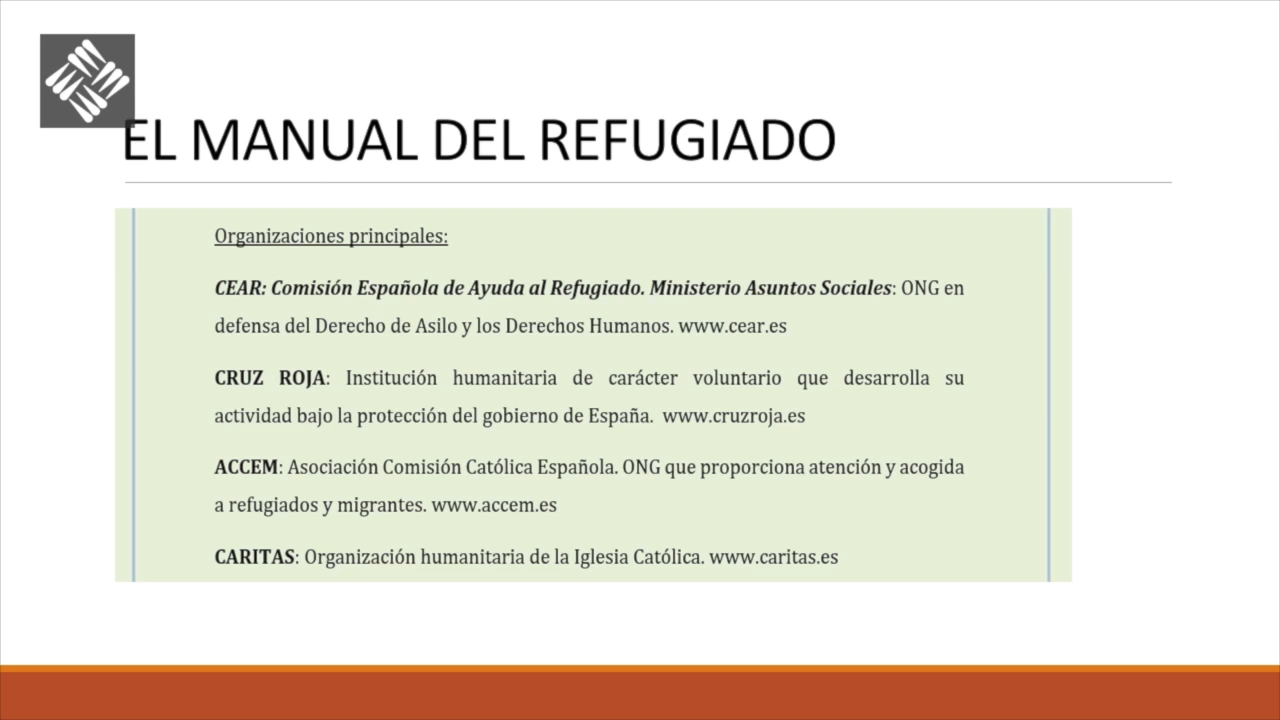 EL MANUAL DEL REFUGIADO
Organizaciones principales:
CEAR: Comisión Española de Ayuda al Refugiado. Ministerio Asuntos Sociales: ONG en
defensa del Derecho de Asilo y los Derechos Humanos. www.cear.es
CRUZ ROJA: Institución humanitaria de carácter voluntario que desarrolla su
actividad bajo la protección del gobierno de España. www.cruzroja.es
ACCEM: Asociación Comisión Católica Española. ONG que proporciona atención y acogida
a refugiados y migrantes. www.accem.es
CARITAS: Organización humanitaria de la Iglesia Católica. www.caritas.es